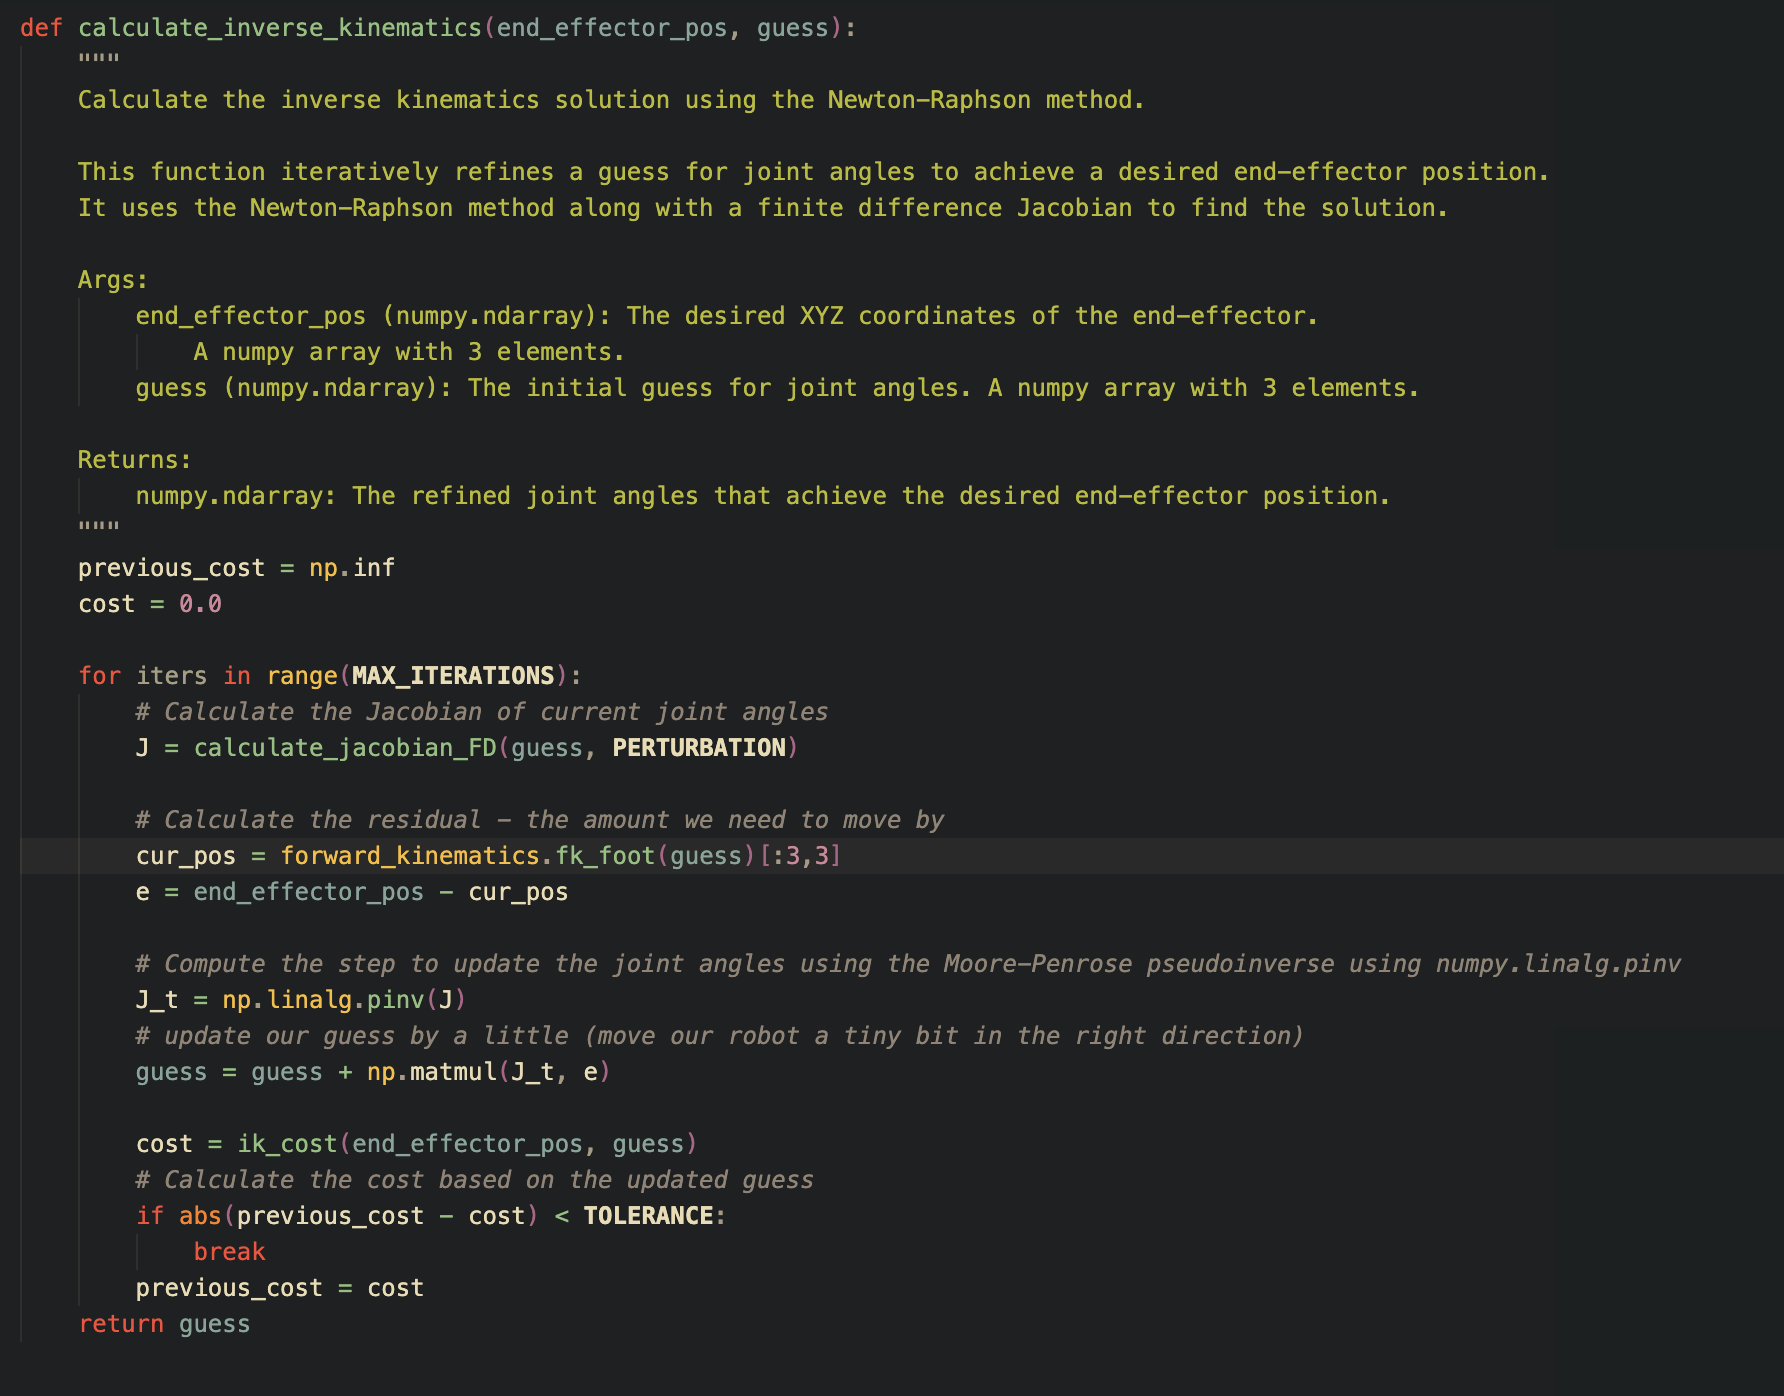 def calculate_inverse_kinematics(end_effector_pos, guess):
    """
    Calculate the inverse kinematics solution using the Newton-Raphson method.

    This function iteratively refines a guess for joint angles to achieve a desired end-effector position.
    It uses the Newton-Raphson method along with a finite difference Jacobian to find the solution.

    Args:
        end_effector_pos (numpy.ndarray): The desired XYZ coordinates of the end-effector.
            A numpy array with 3 elements.
        guess (numpy.ndarray): The initial guess for joint angles. A numpy array with 3 elements.

    Returns:
        numpy.ndarray: The refined joint angles that achieve the desired end-effector position.
    """
    previous_cost = np.inf
    cost = 0.0

    for iters in range(MAX_ITERATIONS):
        # Calculate the Jacobian of current joint angles
        J = calculate_jacobian_FD(guess, PERTURBATION)

        # Calculate the residual - the amount we need to move by
        cur_pos = forward_kinematics.fk_foot(guess)[:3,3]
        e = end_effector_pos - cur_pos

        # Compute the step to update the joint angles using the Moore-Penrose pseudoinverse using numpy.linalg.pinv
        J_t = np.linalg.pinv(J)
        # update our guess by a little (move our robot a tiny bit in the right direction)
        guess = guess + np.matmul(J_t, e)

        cost = ik_cost(end_effector_pos, guess)
        # Calculate the cost based on the updated guess
        if abs(previous_cost - cost) < TOLERANCE:
            break
        previous_cost = cost
    return guess